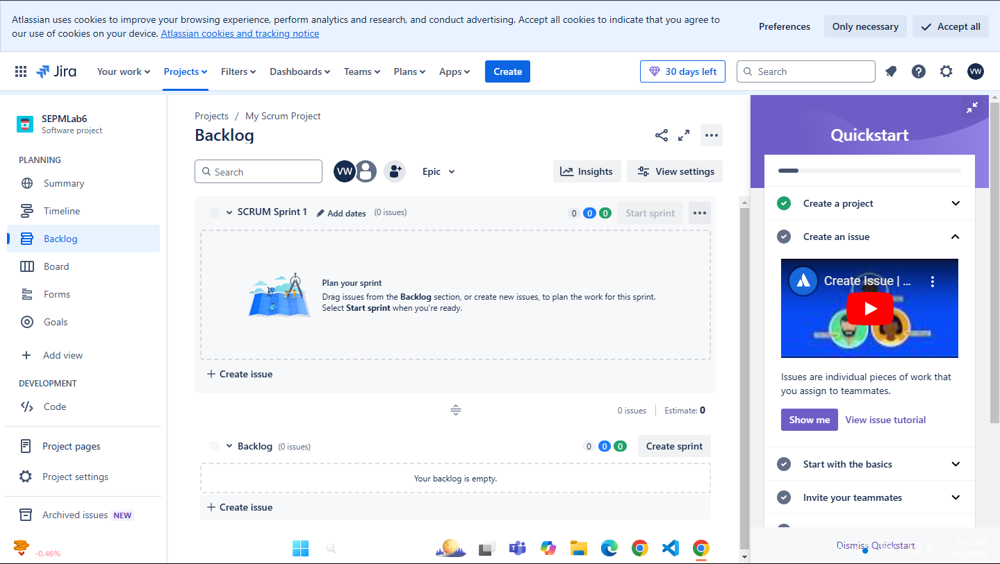 Atlassian uses cookies to improve your browsing experience, perform analytics and research, and conduct advertising. Accept all cookies to indicate that you agree to
our use of cookies on your device. Atlassian cookies and tracking notice
Preferences
Only necessary
Accept all
Jira
Your work
Projects
Filters
Dashboards
Teams
Plans
Apps
Create
30 days left
Search
VW
SEPMLab6
Software project
PLANNING
Summary
Timeline
Backlog
Board
Forms
Goals
Add view
DEVELOPMENT
Code
Project pages
Project settings
Archived issues NEW
-0.46%
Projects / My Scrum Project
Backlog
Search
VW
Epic
Insights
View settings
SCRUM Sprint 1
Add dates
(0 issues)
0 0 0
Start sprint
Plan your sprint
Drag issues from the Backlog section, or create new issues, to plan the work for this sprint.
Select Start sprint when you're ready.
Create issue
0 issues
Estimate: 0
Backlog
(0 issues)
0 0 0
Create sprint
Your backlog is empty.
Create issue
Quickstart
Create a project
Create an issue
Create Issue | ...
Issues are individual pieces of work that
you assign to teammates.
Show me
View issue tutorial
Start with the basics
Invite your teammates
Dismiss Quickstart